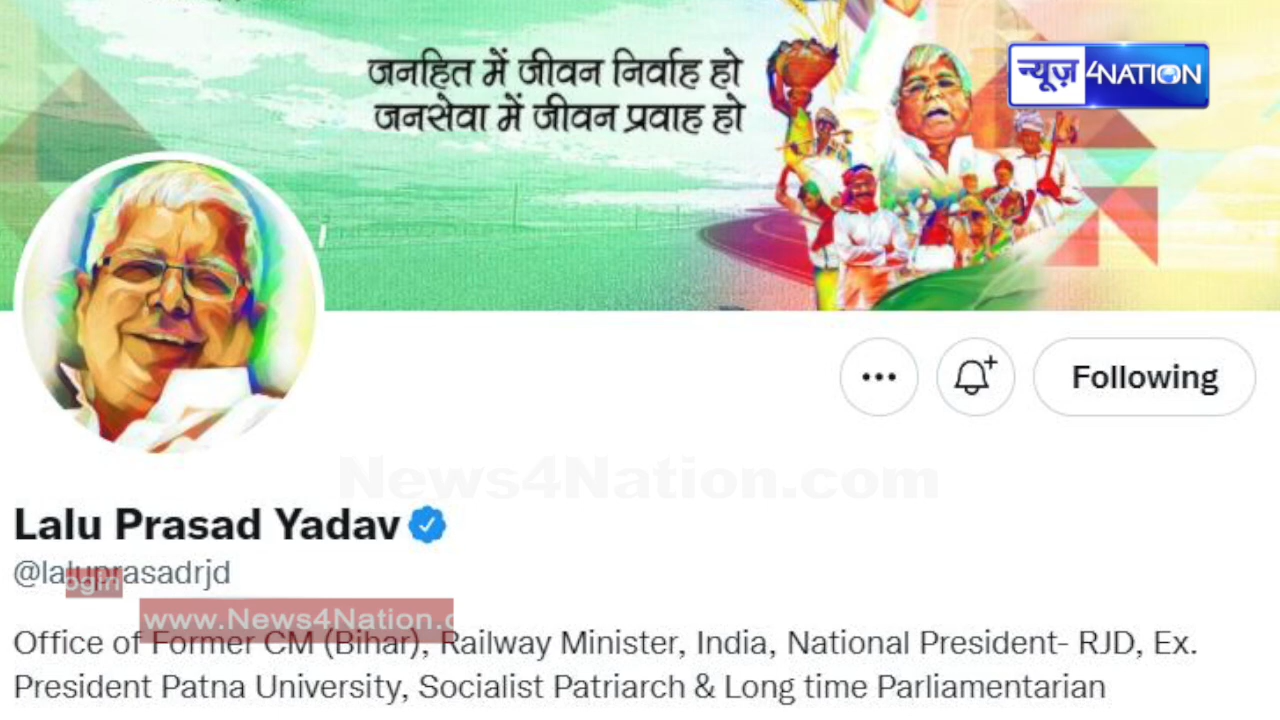 जनहित में जीवन निर्वाह हो
जनसेवा में जीवन प्रवाह हो
न्यूज़ 4NATION
Following
News4Nation.com
Lalu Prasad Yadav
@laluprasadrjd
ogin
www.News4Nation.c
Office of Former CM (Bihar), Railway Minister, India, National President- RJD, Ex.
President Patna University, Socialist Patriarch & Long time Parliamentarian